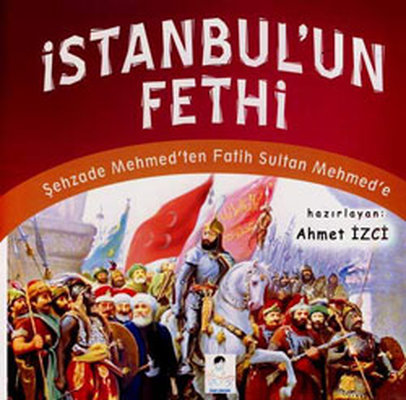 İSTANBUL'UN
FETHİ
Şehzade Mehmed'ten Fatih Sultan Mehmed'e
hazırlayan:
Ahmet İZCİ